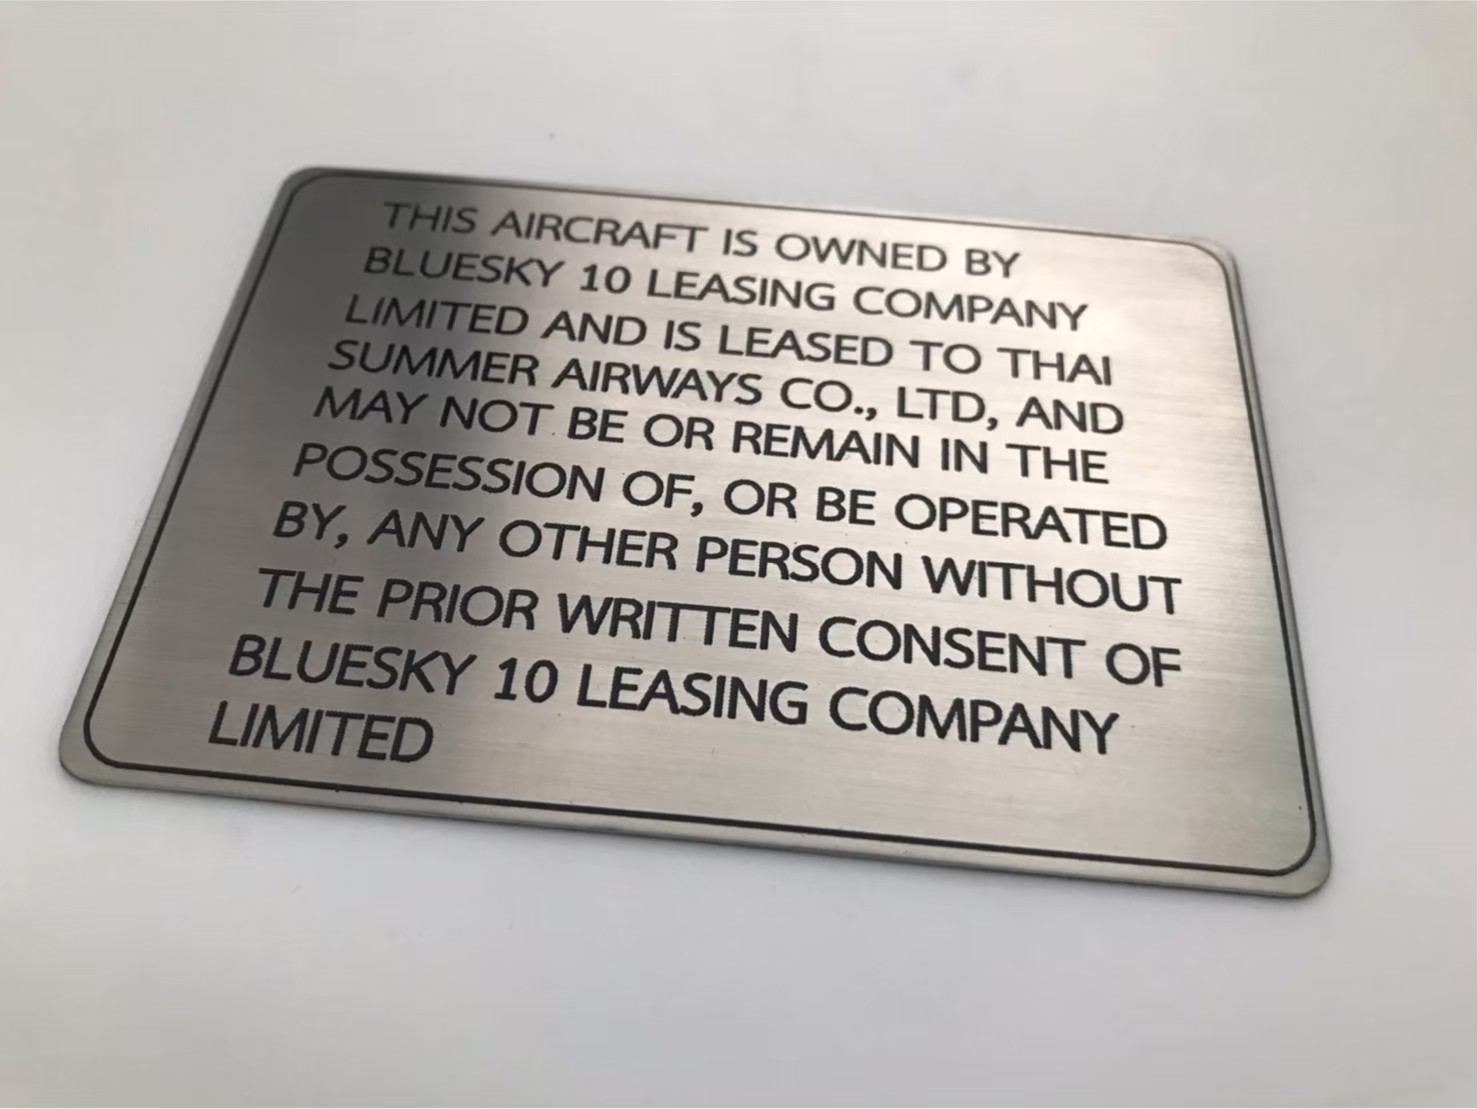 THIS AIRCRAFT IS OWNED BY
BLUESKY 10 LEASING COMPANY
LIMITED AND IS LEASED TO THAI
SUMMER AIRWAYS CO., LTD, AND
MAY NOT BE OR REMAIN IN THE
POSSESSION OF, OR BE OPERATED
BY, ANY OTHER PERSON WITHOUT
THE PRIOR WRITTEN CONSENT OF
BLUESKY 10 LEASING COMPANY
LIMITED